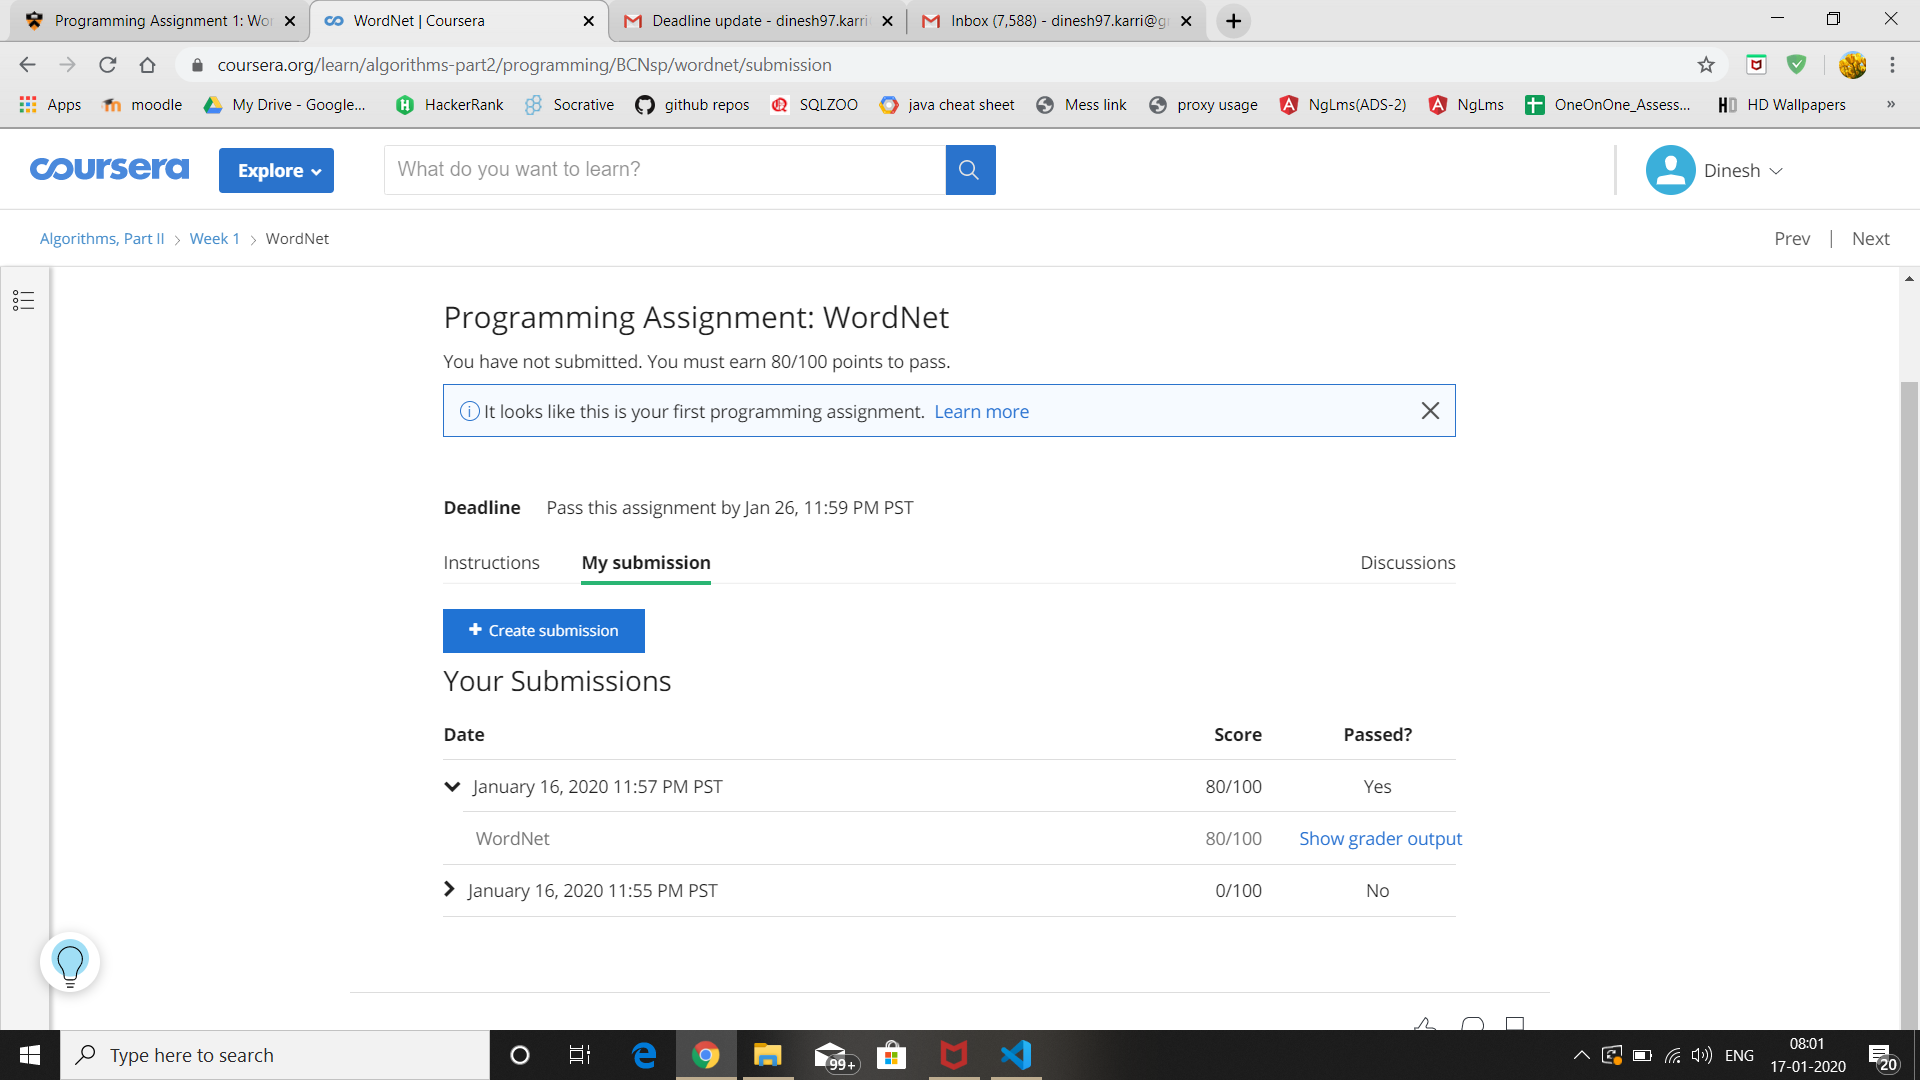 Programming Assignment 1: Wor
WordNet | Coursera
Deadline update - dinesh97.karri
Inbox (7,588) - dinesh97.karri@g
coursera.org/learn/algorithms-part2/programming/BCNsp/wordnet/submission
Apps moodle My Drive - Google... HackerRank Socrative github repos SQLZOO java cheat sheet Mess link proxy usage NgLms(ADS-2) NgLms OneOnOne_Assess... HD Wallpapers »
coursera Explore What do you want to learn? Dinesh
Algorithms, Part II > Week 1 > WordNet Prev | Next
Programming Assignment: WordNet
You have not submitted. You must earn 80/100 points to pass.
It looks like this is your first programming assignment. Learn more
Deadline Pass this assignment by Jan 26, 11:59 PM PST
Instructions My submission Discussions
+ Create submission
Your Submissions
Date Score Passed?
January 16, 2020 11:57 PM PST 80/100 Yes
WordNet 80/100 Show grader output
January 16, 2020 11:55 PM PST 0/100 No
Type here to search 99+ ENG 08:01
17-01-2020 20